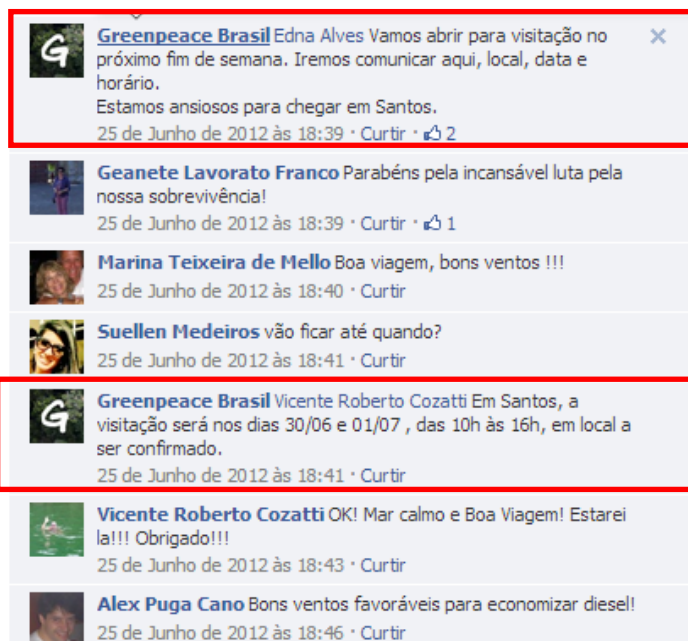 Greenpeace Brasil Edna Alves Vamos abrir para visitação no
próximo fim de semana. Iremos comunicar aqui, local, data e
horário.
Estamos ansiosos para chegar em Santos.
25 de Junho de 2012 às 18:39 · Curtir · 2
Geanete Lavorato Franco Parabéns pela incansável luta pela
nossa sobrevivência!
25 de Junho de 2012 às 18:39 · Curtir · 1
Marina Teixeira de Mello Boa viagem, bons ventos !!!
25 de Junho de 2012 às 18:40 · Curtir
Suellen Medeiros vão ficar até quando?
25 de Junho de 2012 às 18:41 · Curtir
Greenpeace Brasil Vicente Roberto Cozatti Em Santos, a
visitação será nos dias 30/06 e 01/07 , das 10h às 16h, em local a
ser confirmado.
25 de Junho de 2012 às 18:41 · Curtir
Vicente Roberto Cozatti OK! Mar calmo e Boa Viagem! Estarei
la!!! Obrigado!!!
25 de Junho de 2012 às 18:43 · Curtir
Alex Puga Cano Bons ventos favoráveis para economizar diesel!
25 de Junho de 2012 às 18:46 · Curtir